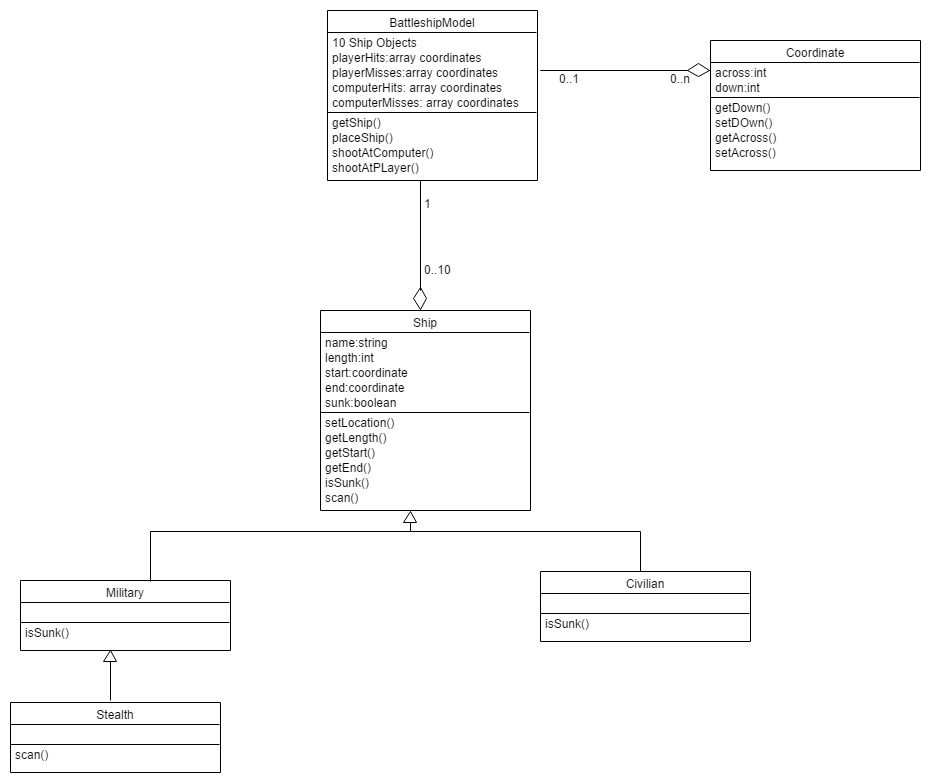 BattleshipModel
10 Ship Objects
playerHits:array coordinates
playerMisses:array coordinates
computerHits: array coordinates
computerMisses: array coordinates
getShip()
placeShip()
shootAtComputer()
shootAtPLayer()
0..1
0..n
Coordinate
across:int
down:int
getDown()
setDOwn()
getAcross()
setAcross()
1
0..10
Ship
name:string
length:int
start:coordinate
end:coordinate
sunk:boolean
setLocation()
getLength()
getStart()
getEnd()
isSunk()
scan()
Military
isSunk()
Civilian
isSunk()
Stealth
scan()